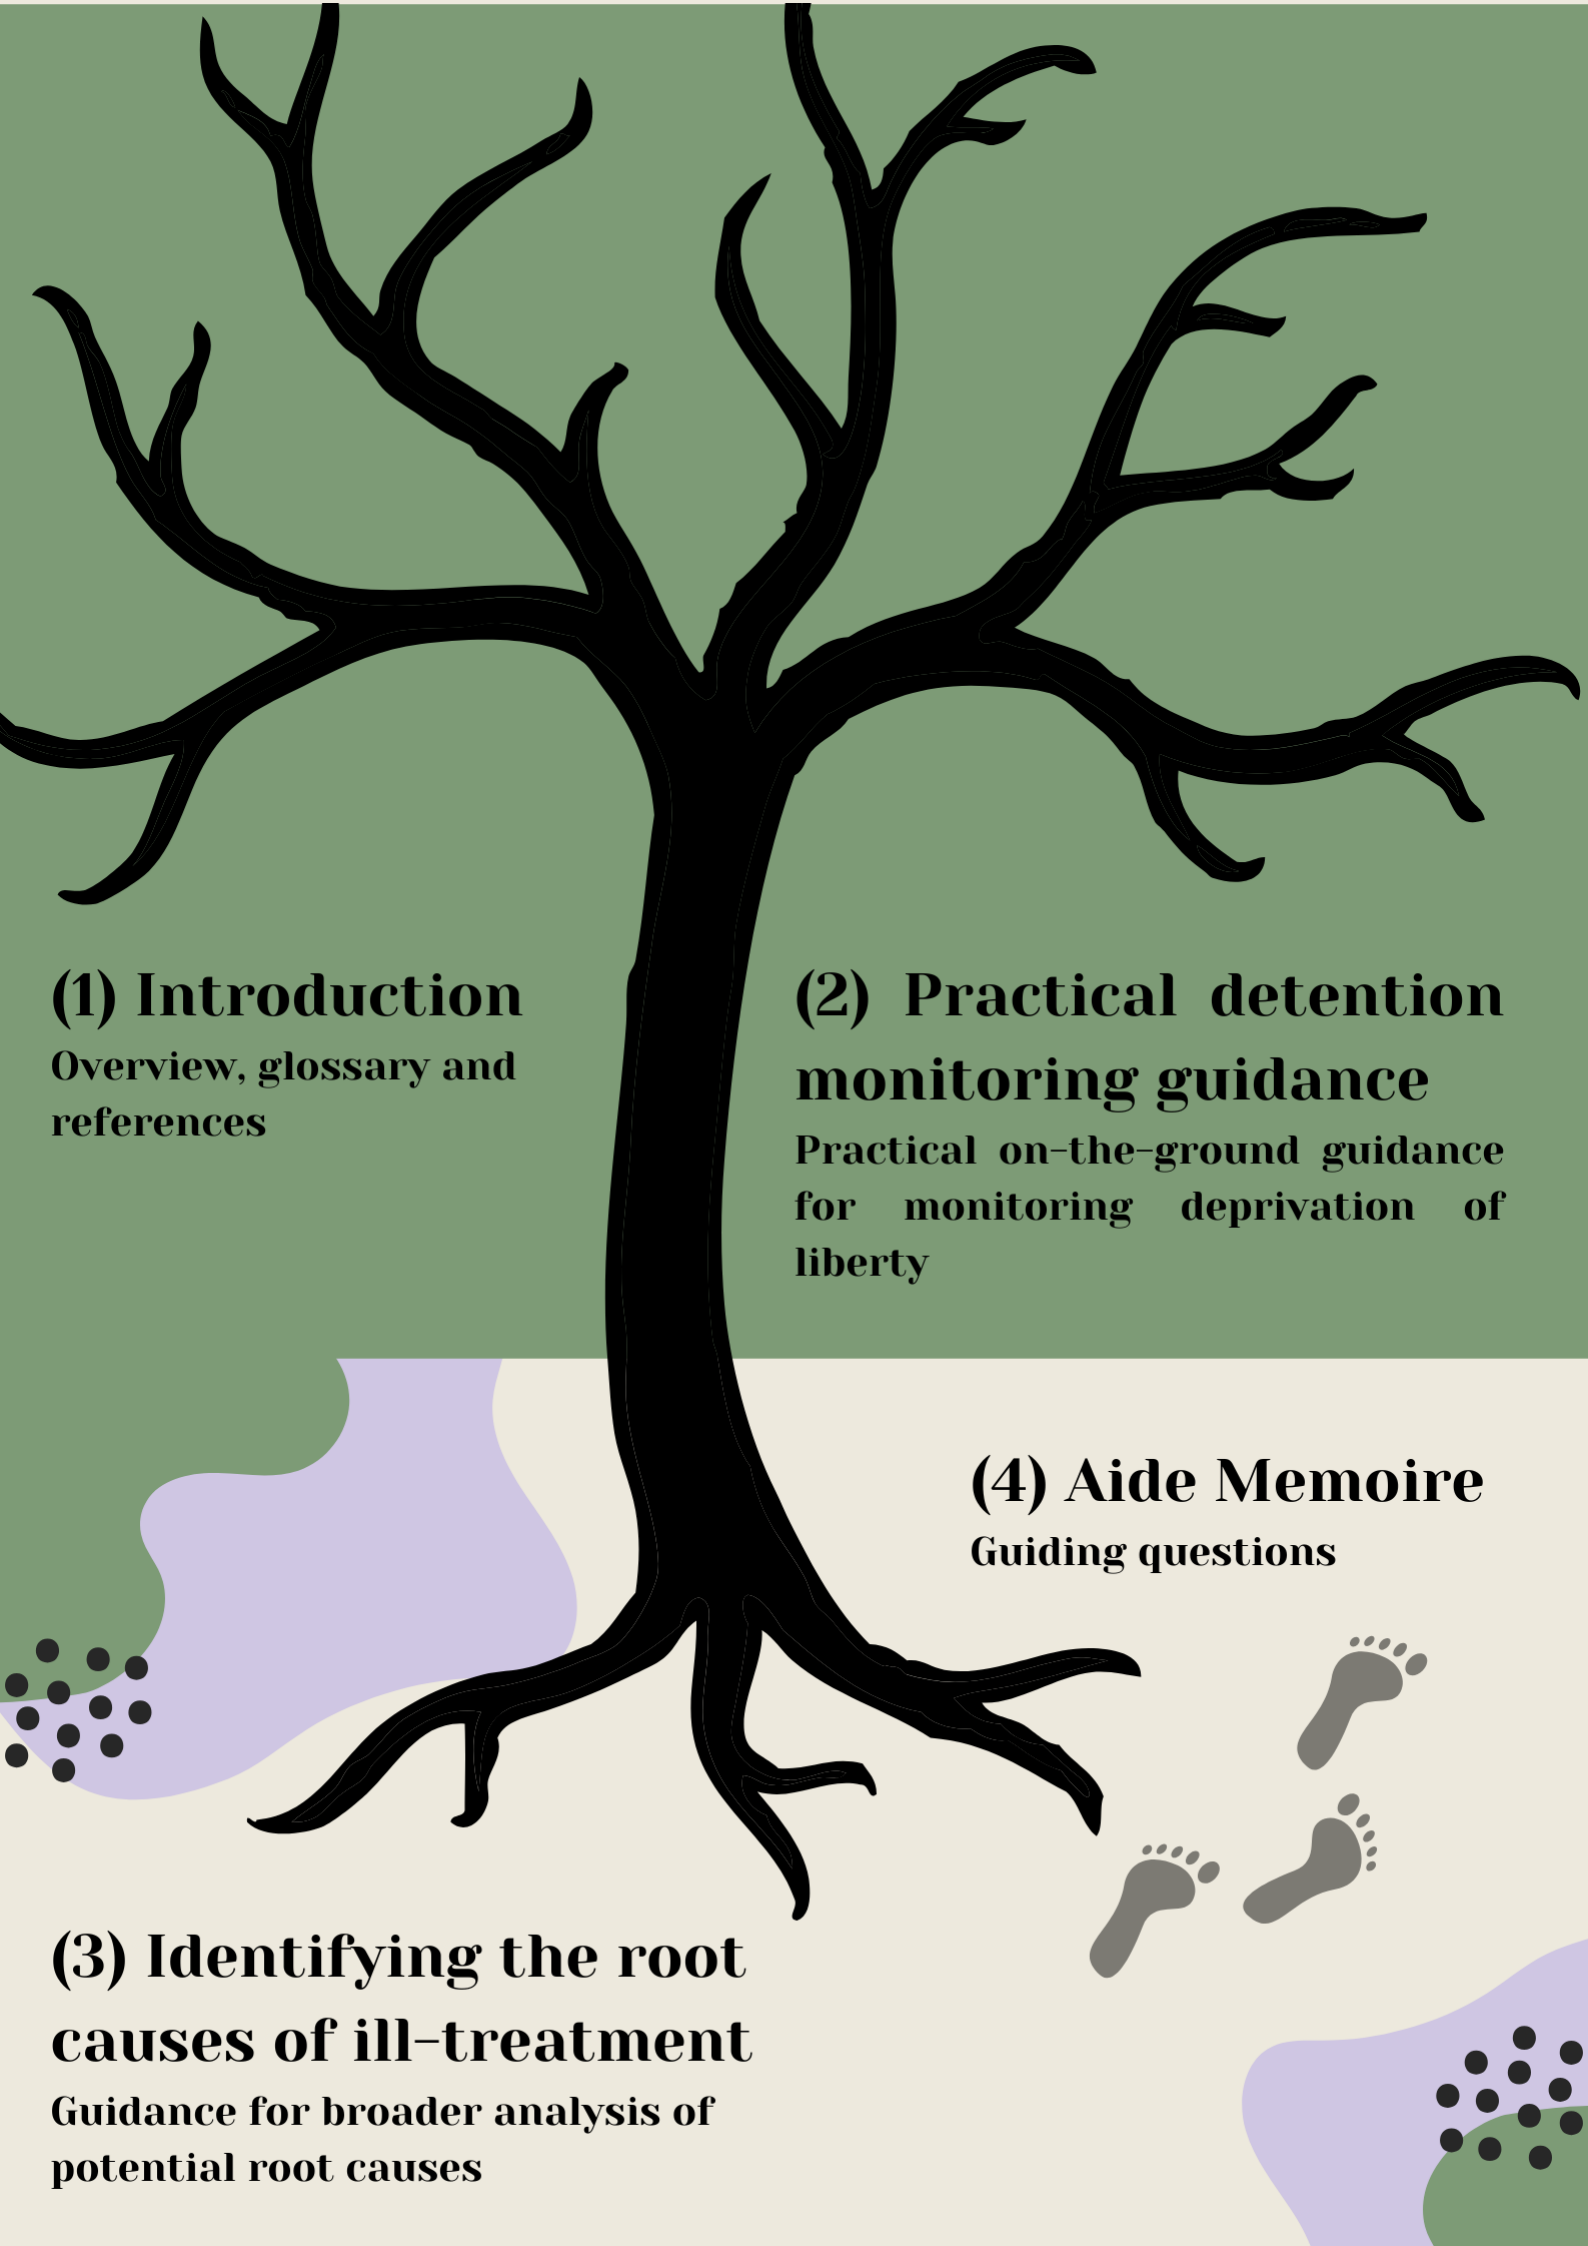 (1) Introduction
Overview, glossary and
references
(2) Practical detention
monitoring guidance
Practical on-the-ground guidance
for monitoring deprivation of
liberty
(4) Aide Memoire
Guiding questions
(3) Identifying the root
causes of ill-treatment
Guidance for broader analysis of
potential root causes